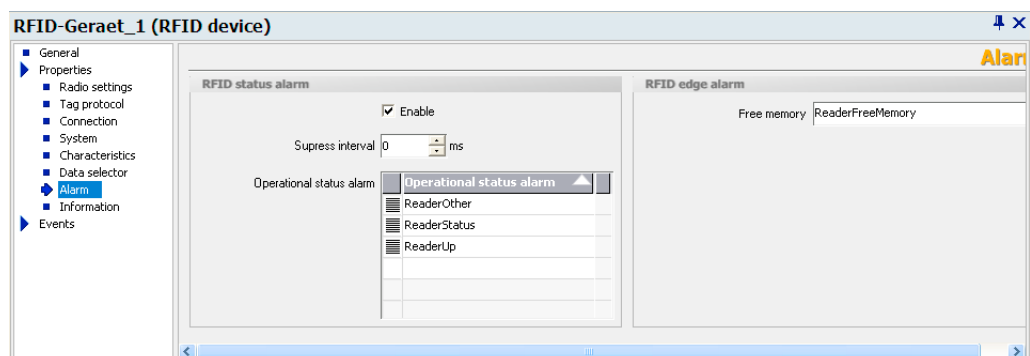 RFID-Geraet_1 (RFID device)
General
Properties
Radio settings
Tag protocol
Connection
System
Characteristics
Data selector
Alarm
Information
Events
Alarm
RFID status alarm
Enable
Supress interval 0 ms
Operational status alarm
Operational status alarm
ReaderOther
ReaderStatus
ReaderUp
RFID edge alarm
Free memory ReaderFreeMemory